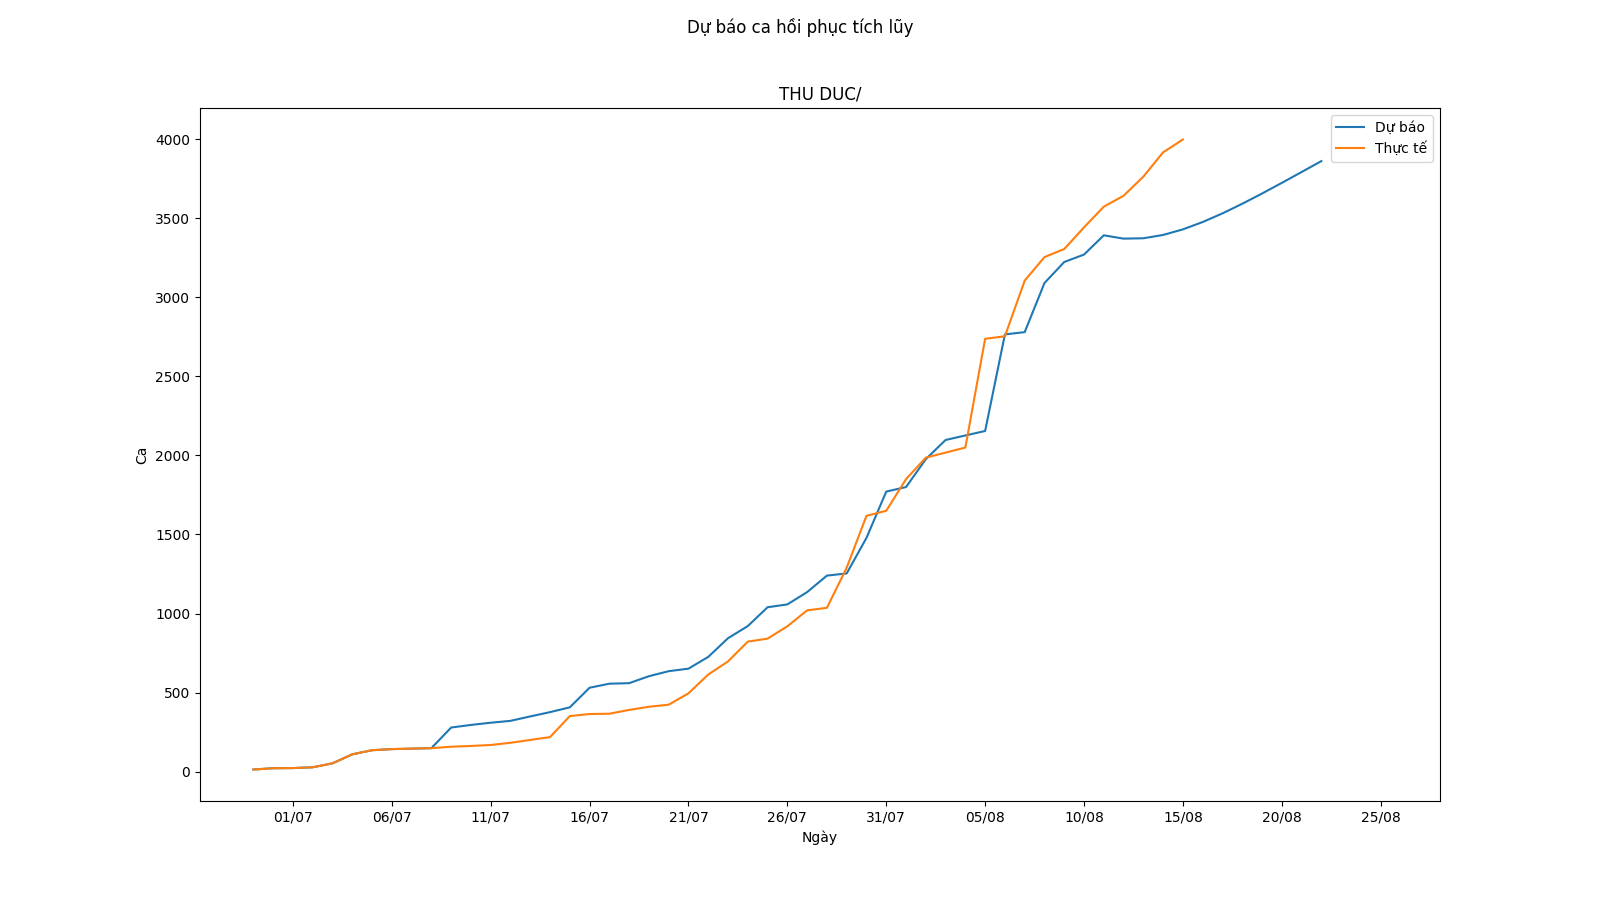 Dự báo ca hồi phục tích lũy
THU DUC/
Dự báo
Thực tế
4000
3500
3000
2500
2000
1500
1000
500
0
Ca
01/07 06/07 11/07 16/07 21/07 26/07 31/07 05/08 10/08 15/08 20/08 25/08
Ngày